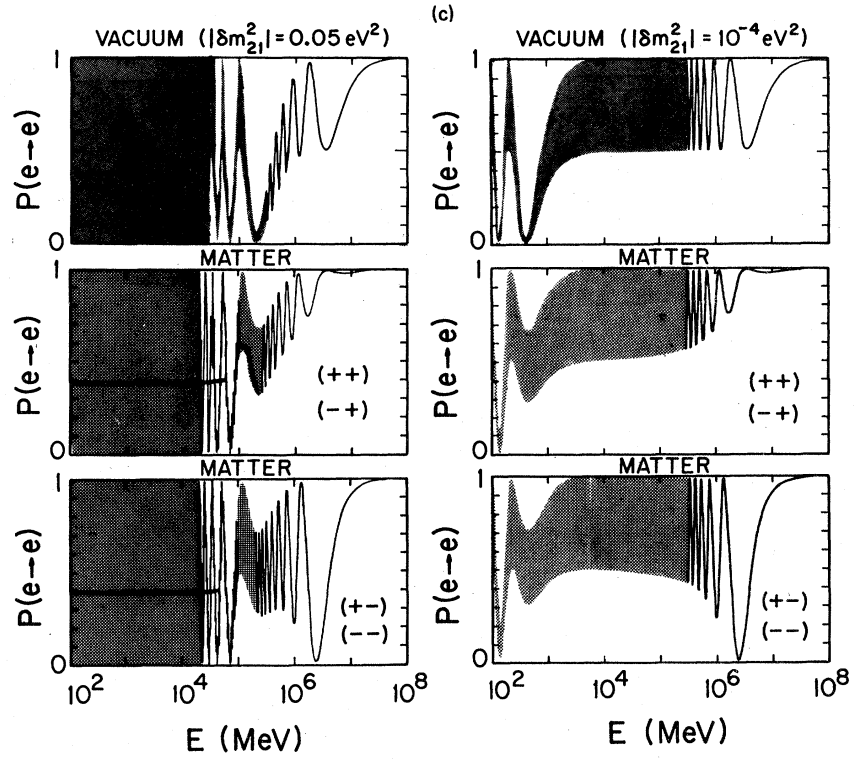 (c)
VACUUM (|δm²₂₁| = 0.05 eV²)
VACUUM (|δm²₂₁| = 10⁻⁴ eV²)
1
P(e→e)
0
1
P(e→e)
0
MATTER
1
P(e→e)
(++)
(-+)
0
MATTER
1
P(e→e)
(++)
(-+)
0
MATTER
1
P(e→e)
(+-)
(--)
0
MATTER
1
P(e→e)
(+-)
(--)
0
10² 10⁴ 10⁶ 10⁸
10² 10⁴ 10⁶ 10⁸
E (MeV)
E (MeV)